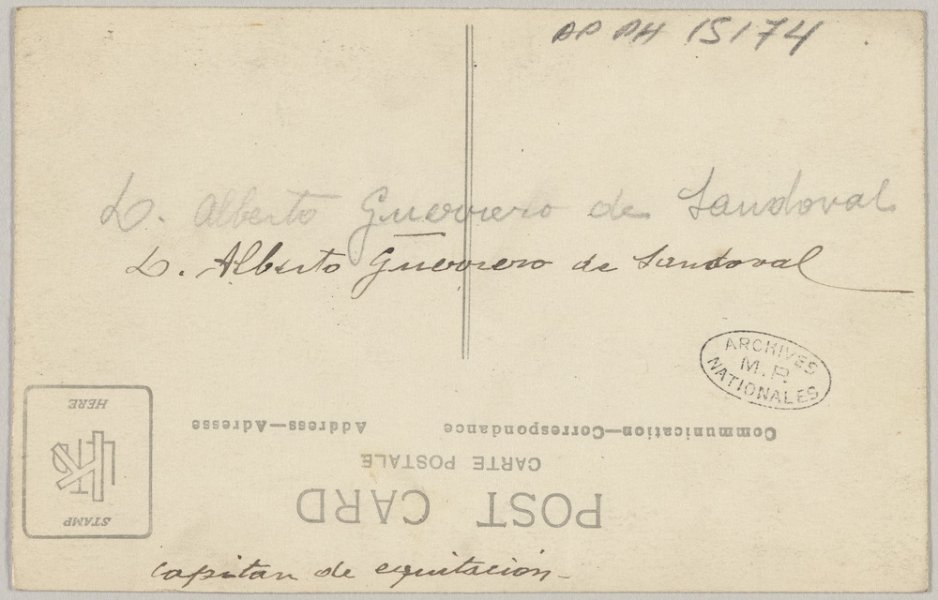 AP PH 15174
D. Alberto Guerrero de Sandoval
D. Alberto Guerrero de Sandoval
ARCHIVES
M. P.
NATIONALES
HERE
STAMP
Communication—Correspondance Address—Adresse
CARTE POSTALE
POST CARD
capitan de equitación